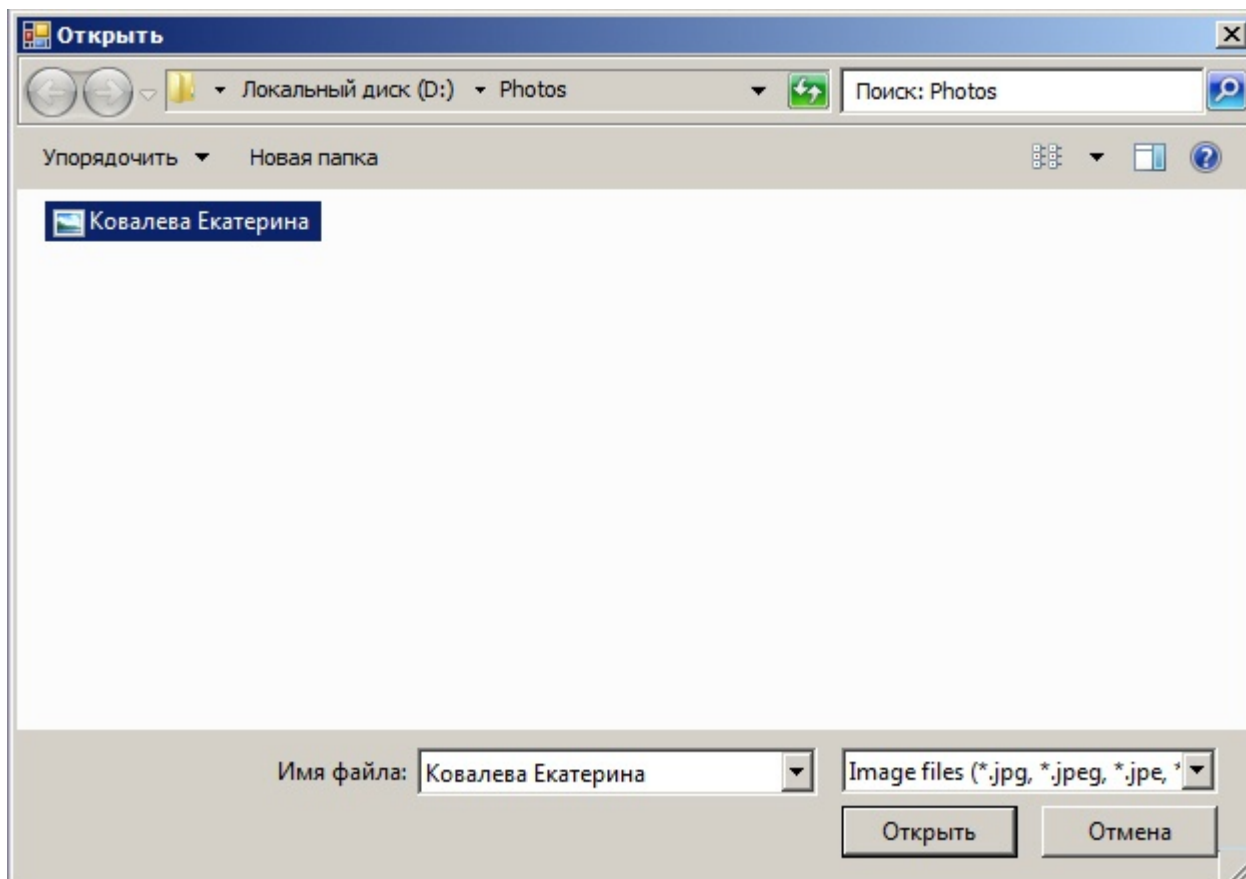 Открыть
Локальный диск (D:) Photos
Поиск: Photos
Упорядочить Новая папка
Ковалева Екатерина
Имя файла: Ковалева Екатерина
Image files (*.jpg, *.jpeg, *.jpe, *
Открыть Отмена